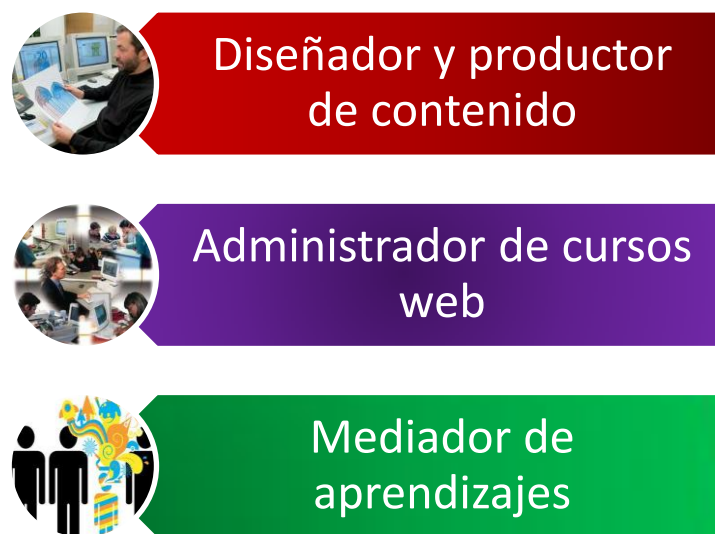 Diseñador y productor
de contenido
Administrador de cursos
web
Mediador de
aprendizajes